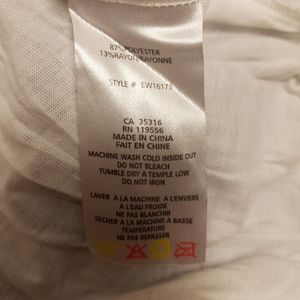 87% POLYESTER
13%RAYON/RAYONNE
STYLE # EW16171
CA 35316
RN 119556
MADE IN CHINA
FAIT EN CHINE
MACHINE WASH COLD INSIDE OUT
DO NOT BLEACH
TUMBLE DRY A TEMPLE LOW
DO NOT IRON
LAVER A LA MACHINE A L'ENVERS
A L'EAU FROIDE
NE PAS BLANCHIR
SECHER A LA MACHINE A BASSE
TEMPERATURE
NE PAS REPASSER